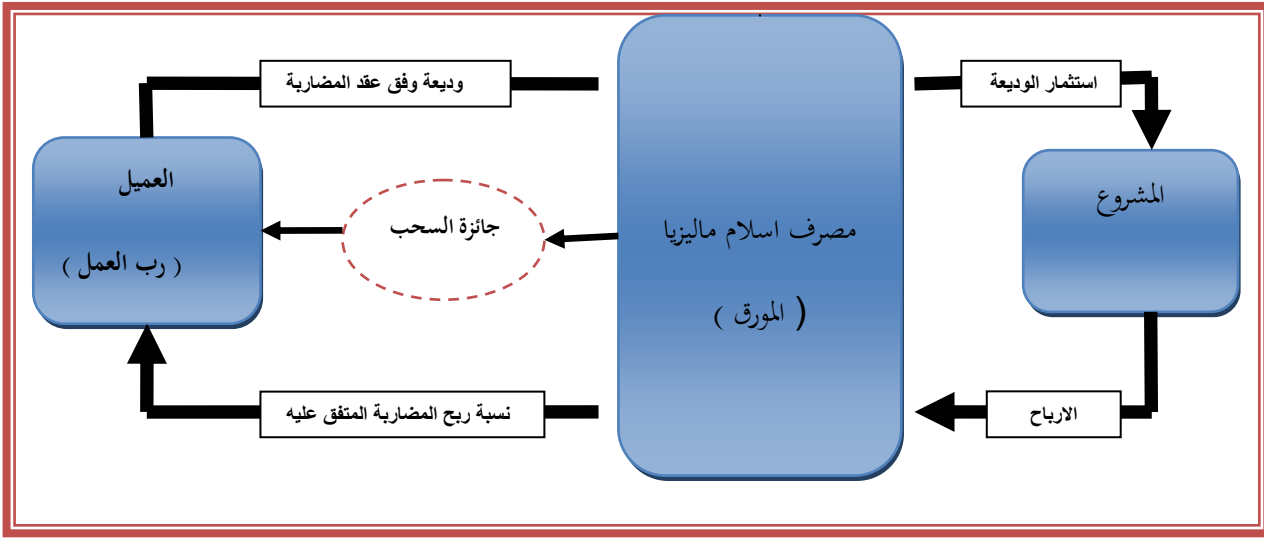 وديعة وفق عقد المضاربة
استثمار الوديعة
العميل
( رب العمل )
جائزة السحب
مصرف اسلام ماليزيا
( المورق )
المشروع
نسبة ربح المضاربة المتفق عليه
الارباح